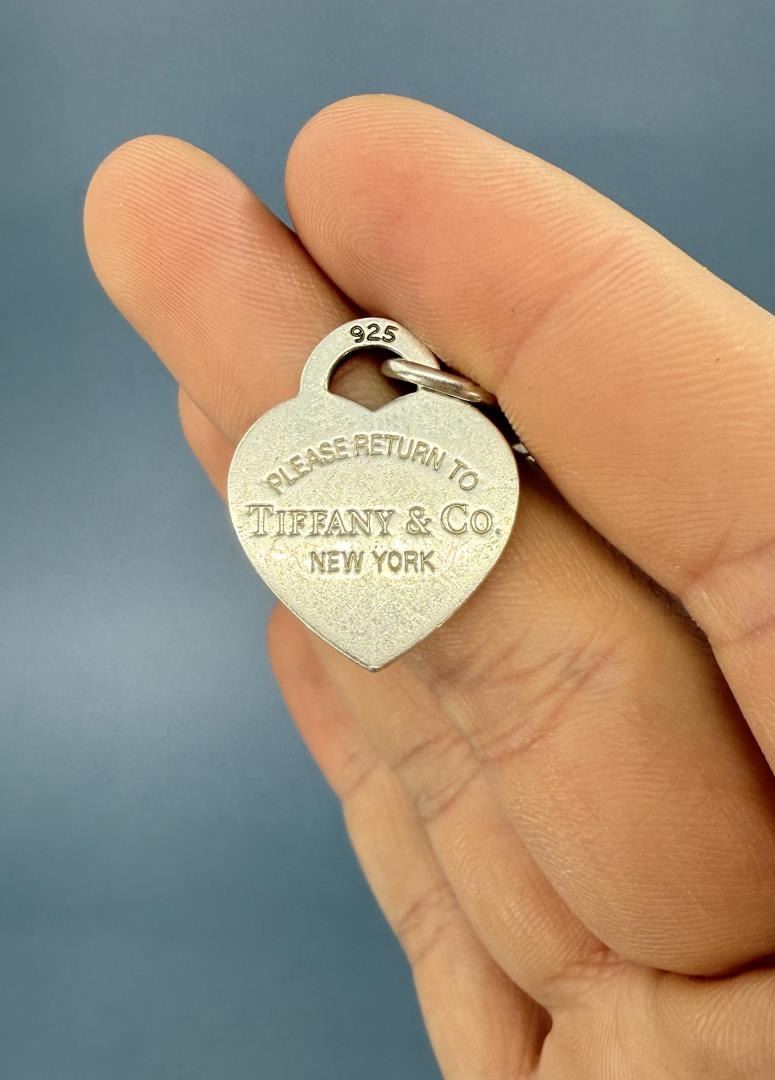 925
PLEASE RETURN TO
TIFFANY & CO.
NEW YORK